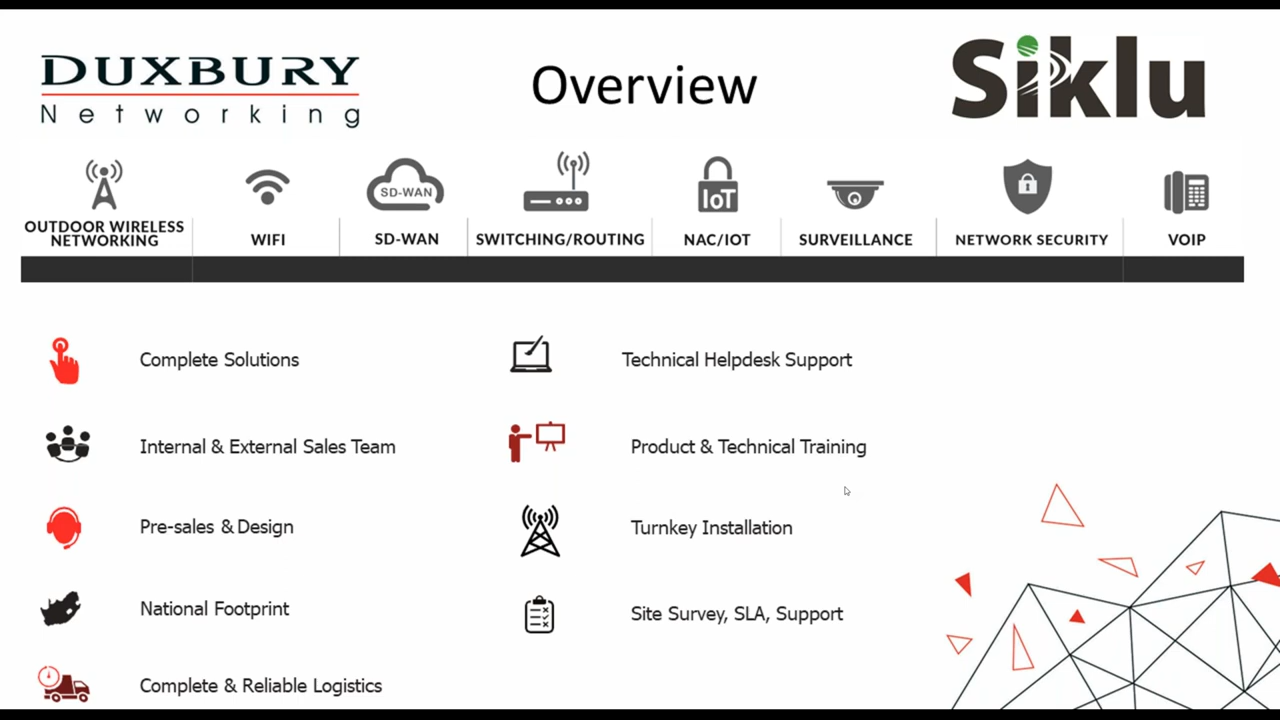 DUXBURY
Networking
Overview
Siklu
SD-WAN
IoT
OUTDOOR WIRELESS
NETWORKING
WIFI
SD-WAN
SWITCHING/ROUTING
NAC/IOT
SURVEILLANCE
NETWORK SECURITY
VOIP
Complete Solutions
Technical Helpdesk Support
Internal & External Sales Team
Product & Technical Training
Pre-sales & Design
Turnkey Installation
National Footprint
Site Survey, SLA, Support
Complete & Reliable Logistics